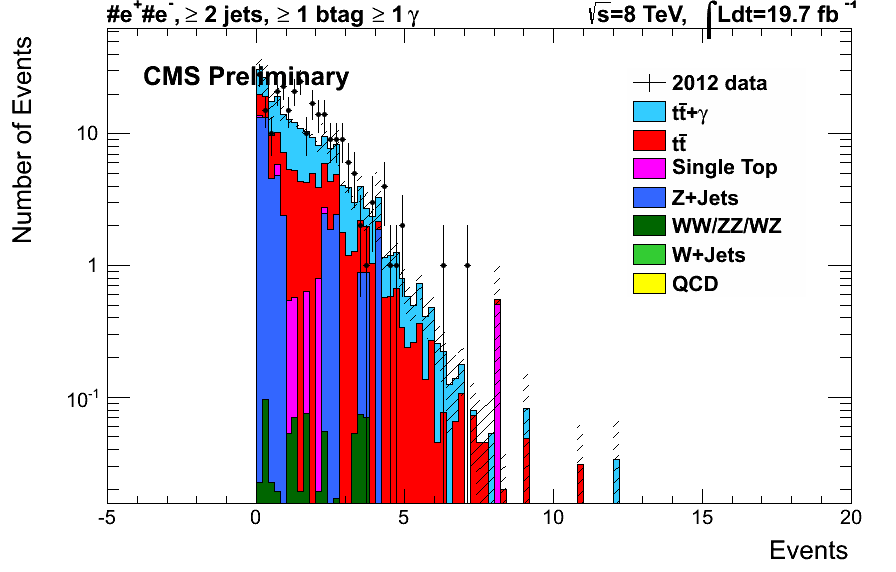 #e⁺#e⁻, ≥ 2 jets, ≥ 1 btag ≥ 1 γ √s=8 TeV, ∫Ldt=19.7 fb⁻¹
CMS Preliminary
2012 data
tt̄+γ
tt̄
Single Top
Z+Jets
WW/ZZ/WZ
W+Jets
QCD
Number of Events
10
1
10⁻¹
-5 0 5 10 15 20
Events